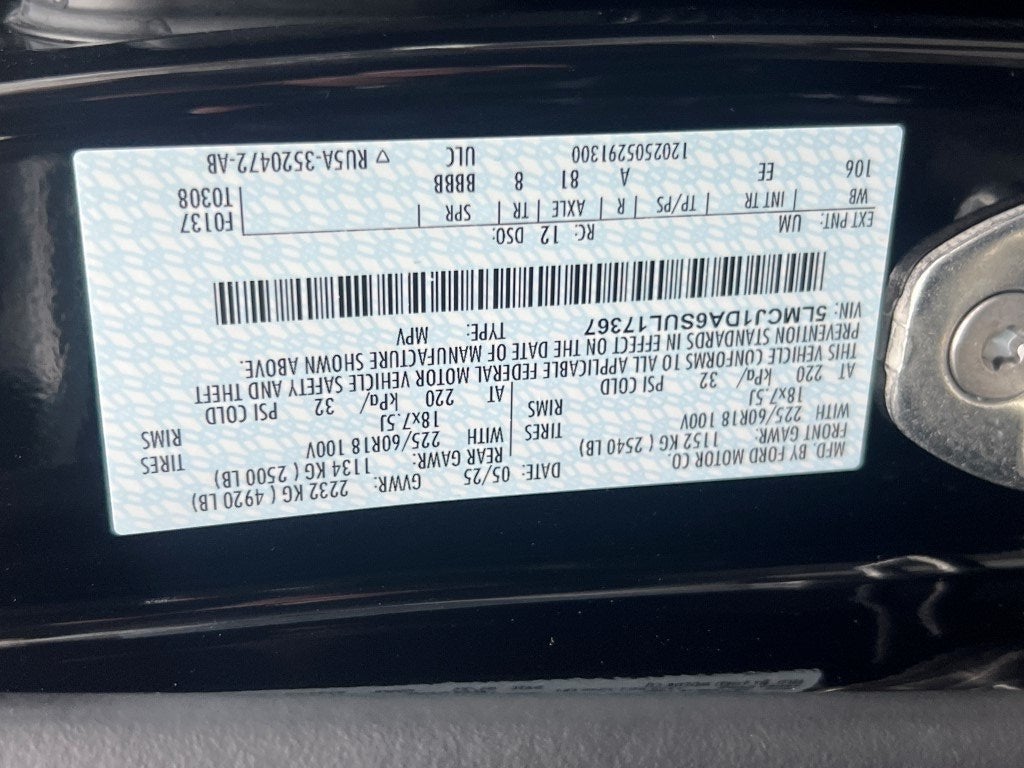 MFD. BY FORD MOTOR CO.
DATE: 05/25 GVWR: 2232 KG ( 4920 LB)
FRONT GAWR: 1152 KG ( 2540 LB) REAR GAWR: 1134 KG ( 2500 LB)
WITH 225/60R18 100V TIRES WITH 225/60R18 100V TIRES
18x7.5J RIMS 18x7.5J RIMS
AT 220 kPa/ 32 PSI COLD AT 220 kPa/ 32 PSI COLD
THIS VEHICLE CONFORMS TO ALL APPLICABLE FEDERAL MOTOR VEHICLE SAFETY AND THEFT
PREVENTION STANDARDS IN EFFECT ON THE DATE OF MANUFACTURE SHOWN ABOVE.
VIN: 5LMCJ1DA6SUL17367 TYPE: MPV
EXT PNT: UM RC: 12 DSO: F0137
WB INT TR TP/PS R AXLE TR SPR T0308
106 EE A 81 8 BBBB
1202505291300 ULC ▽ RU5A-3520472-AB